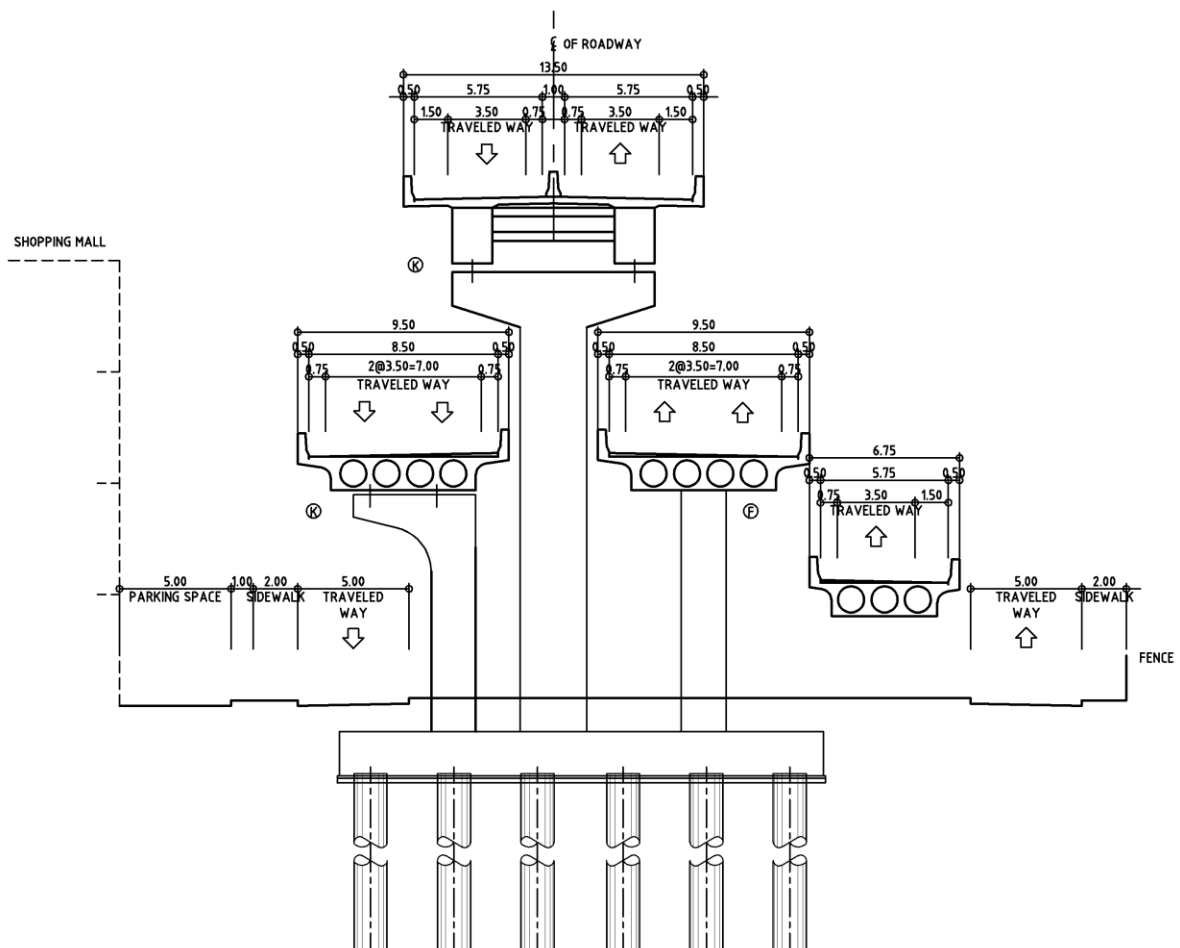 ℄ OF ROADWAY
13.50
0.50 5.75 1.00 5.75 0.50
1.50 3.50 0.75 0.75 3.50 1.50
TRAVELED WAY TRAVELED WAY
SHOPPING MALL
K
9.50 9.50
0.50 8.50 0.50 0.50 8.50 0.50
0.75 2@3.50=7.00 0.75 0.75 2@3.50=7.00 0.75
TRAVELED WAY TRAVELED WAY
6.75
0.50 5.75 0.50
0.75 3.50 1.50
TRAVELED WAY
K F
5.00 1.00 2.00 5.00 5.00 2.00
PARKING SPACE SIDEWALK TRAVELED TRAVELED SIDEWALK
WAY WAY
FENCE